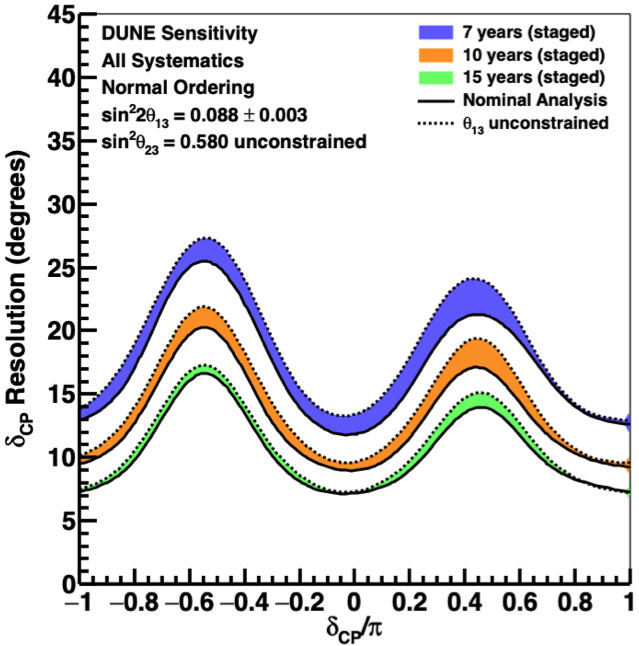 45
40
35
30
25
20
15
10
5
0
δCP Resolution (degrees)
DUNE Sensitivity
All Systematics
Normal Ordering
sin²2θ₁₃ = 0.088 ± 0.003
sin²θ₂₃ = 0.580 unconstrained
7 years (staged)
10 years (staged)
15 years (staged)
Nominal Analysis
θ₁₃ unconstrained
−1 −0.8 −0.6 −0.4 −0.2 0 0.2 0.4 0.6 0.8 1
δCP/π